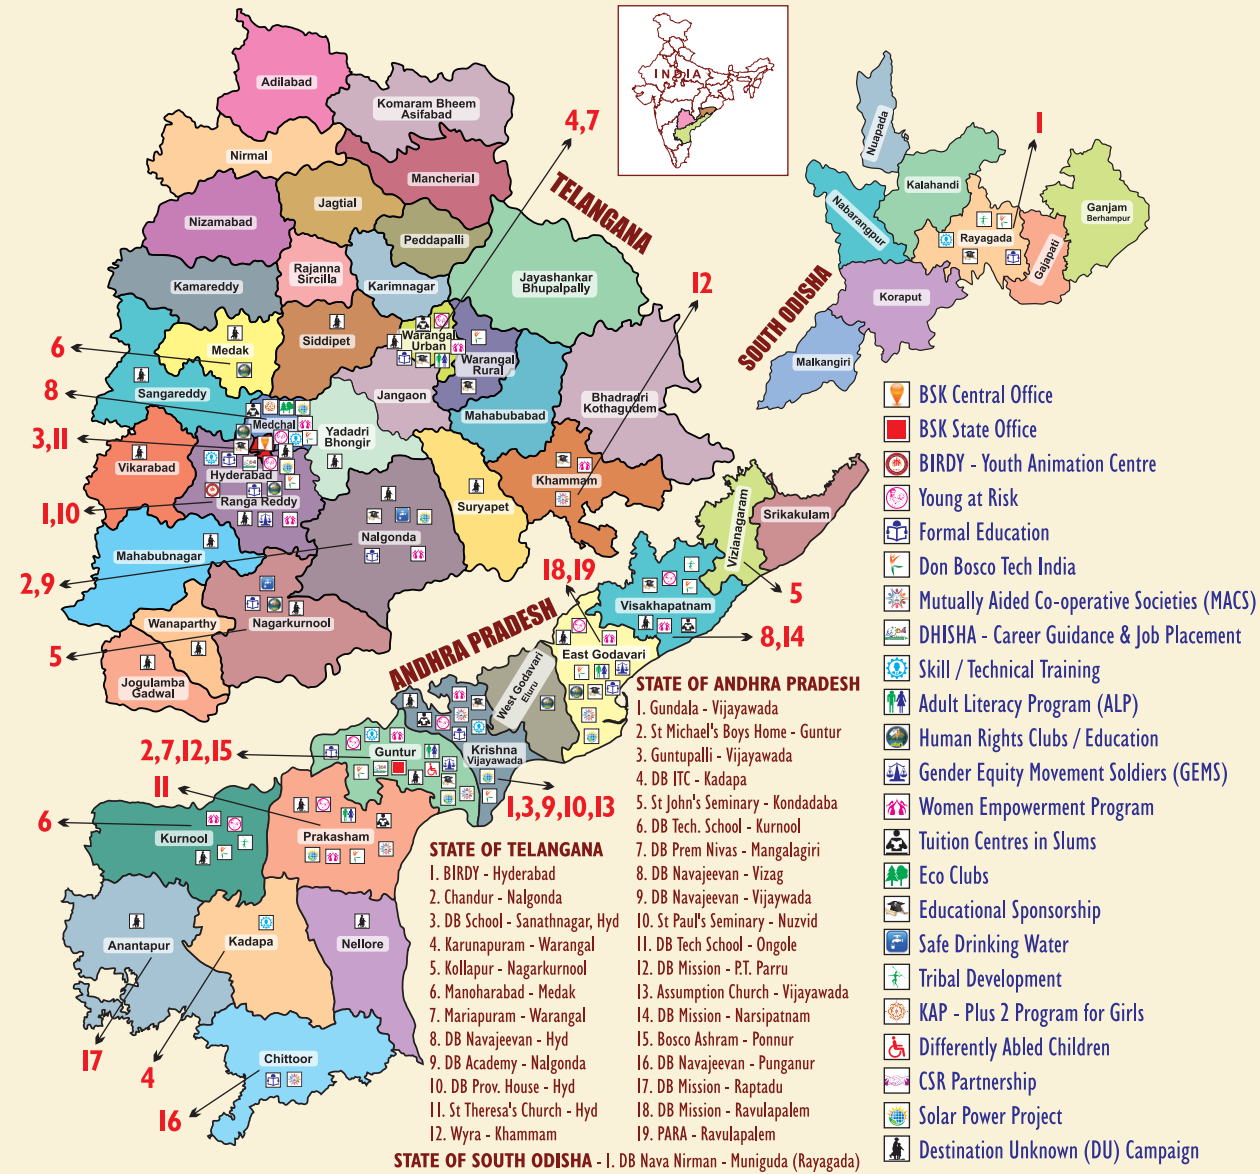 Adilabad
Komaram Bheem
Asifabad
Nirmal
Mancherial
Jagtial
Nizamabad
Peddapalli
Rajanna
Sircilla
Kamareddy
Karimnagar
Jayashankar
Bhupalpally
TELANGANA
4,7
INDIA
Nuapada
Kalahandi
1
Ganjam
Berhampur
Nabarangpur
Rayagada
Gajapati
Koraput
Malkangiri
SOUTH ODISHA
12
6
Medak
Siddipet
Warangal
Urban
Warangal
Rural
8
Sangareddy
Jangaon
Mahabubabad
Bhadradri
Kothagudem
Medchal
3,11
Yadadri
Bhongir
Vikarabad
Hyderabad
Khammam
1,10
Ranga Reddy
Suryapet
Nalgonda
Mahabubnagar
2,9
Wanaparthy
Nagarkurnool
5
Jogulamba
Gadwal
Vizianagaram
Srikakulam
18,19
Visakhapatnam
5
8,14
ANDHRA PRADESH
East Godavari
West Godavari
Eluru
Krishna
Vijayawada
2,7,12,15
Guntur
11
1,3,9,10,13
6
Kurnool
Prakasham
Anantapur
Kadapa
Nellore
17
4
Chittoor
16
STATE OF TELANGANA
1. BIRDY - Hyderabad
2. Chandur - Nalgonda
3. DB School - Sanathnagar, Hyd
4. Karunapuram - Warangal
5. Kollapur - Nagarkurnool
6. Manoharabad - Medak
7. Mariapuram - Warangal
8. DB Navajeevan - Hyd
9. DB Academy - Nalgonda
10. DB Prov. House - Hyd
11. St Theresa's Church - Hyd
12. Wyra - Khammam
STATE OF ANDHRA PRADESH
1. Gundala - Vijayawada
2. St Michael's Boys Home - Guntur
3. Guntupalli - Vijayawada
4. DB ITC - Kadapa
5. St John's Seminary - Kondadaba
6. DB Tech. School - Kurnool
7. DB Prem Nivas - Mangalagiri
8. DB Navajeevan - Vizag
9. DB Navajeevan - Vijaywada
10. St Paul's Seminary - Nuzvid
11. DB Tech School - Ongole
12. DB Mission - P.T. Parru
13. Assumption Church - Vijayawada
14. DB Mission - Narsipatnam
15. Bosco Ashram - Ponnur
16. DB Navajeevan - Punganur
17. DB Mission - Raptadu
18. DB Mission - Ravulapalem
19. PARA - Ravulapalem
STATE OF SOUTH ODISHA - 1. DB Nava Nirman - Muniguda (Rayagada)
BSK Central Office
BSK State Office
BIRDY - Youth Animation Centre
Young at Risk
Formal Education
Don Bosco Tech India
Mutually Aided Co-operative Societies (MACS)
DHISHA - Career Guidance & Job Placement
Skill / Technical Training
Adult Literacy Program (ALP)
Human Rights Clubs / Education
Gender Equity Movement Soldiers (GEMS)
Women Empowerment Program
Tuition Centres in Slums
Eco Clubs
Educational Sponsorship
Safe Drinking Water
Tribal Development
KAP - Plus 2 Program for Girls
Differently Abled Children
CSR Partnership
Solar Power Project
Destination Unknown (DU) Campaign